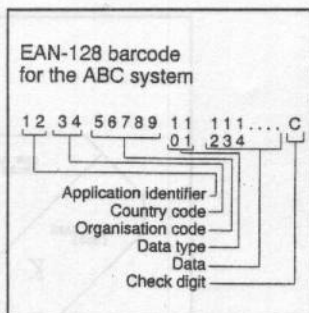 EAN-128 barcode
for the ABC system
12 34 56789 11 111.... C
01 234
Application identifier
Country code
Organisation code
Data type
Data
Check digit